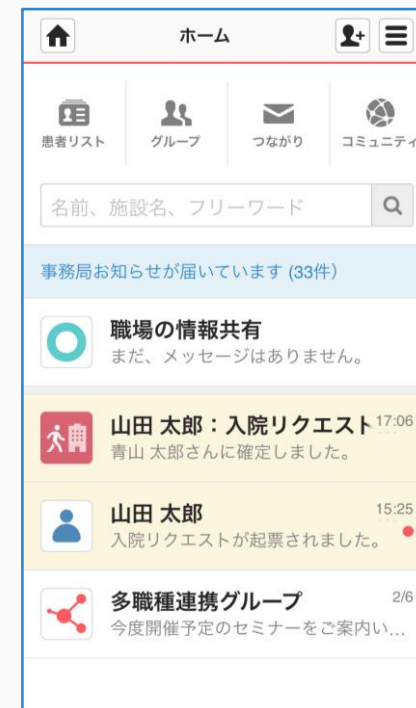 ホーム
患者リスト
グループ
つながり
コミュニティ
名前、施設名、フリーワード
事務局お知らせが届いています (33件)
職場の情報共有
まだ、メッセージはありません。
山田 太郎：入院リクエスト 17:06
青山 太郎さんに確定しました。
山田 太郎 15:25
入院リクエストが起票されました。
多職種連携グループ 2/6
今度開催予定のセミナーをご案内い...